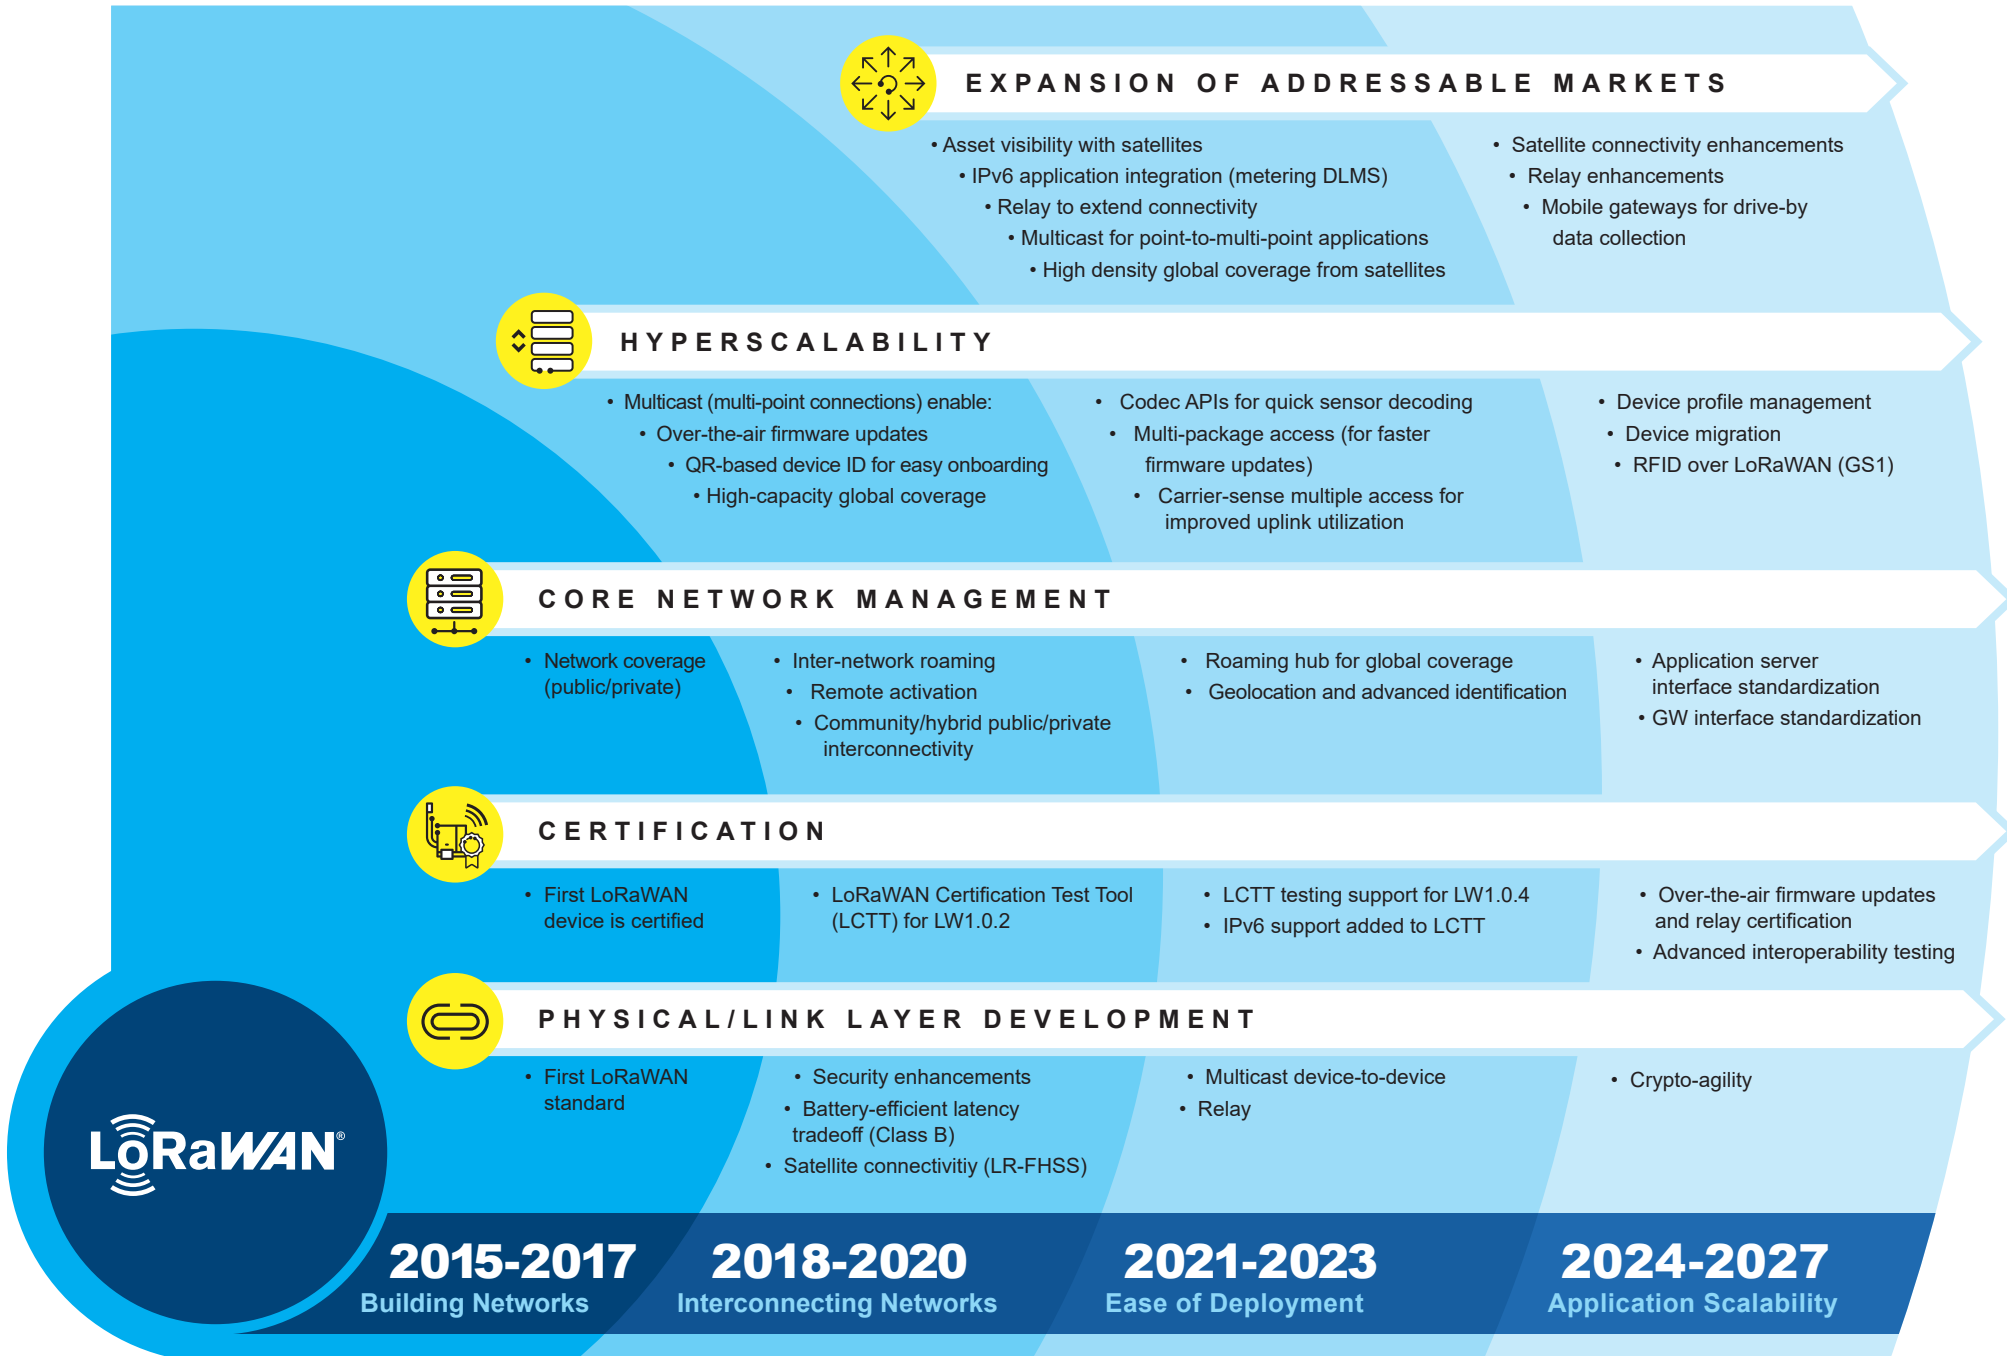 EXPANSION OF ADDRESSABLE MARKETS
• Asset visibility with satellites
• IPv6 application integration (metering DLMS)
• Relay to extend connectivity
• Multicast for point-to-multi-point applications
• High density global coverage from satellites
• Satellite connectivity enhancements
• Relay enhancements
• Mobile gateways for drive-by
data collection
HYPERSCALABILITY
• Multicast (multi-point connections) enable:
• Over-the-air firmware updates
• QR-based device ID for easy onboarding
• High-capacity global coverage
• Codec APIs for quick sensor decoding
• Multi-package access (for faster
firmware updates)
• Carrier-sense multiple access for
improved uplink utilization
• Device profile management
• Device migration
• RFID over LoRaWAN (GS1)
CORE NETWORK MANAGEMENT
• Network coverage
(public/private)
• Inter-network roaming
• Remote activation
• Community/hybrid public/private
interconnectivity
• Roaming hub for global coverage
• Geolocation and advanced identification
• Application server
interface standardization
• GW interface standardization
CERTIFICATION
• First LoRaWAN
device is certified
• LoRaWAN Certification Test Tool
(LCTT) for LW1.0.2
• LCTT testing support for LW1.0.4
• IPv6 support added to LCTT
• Over-the-air firmware updates
and relay certification
• Advanced interoperability testing
PHYSICAL/LINK LAYER DEVELOPMENT
• First LoRaWAN
standard
• Security enhancements
• Battery-efficient latency
tradeoff (Class B)
• Satellite connectivitiy (LR-FHSS)
• Multicast device-to-device
• Relay
• Crypto-agility
LoRaWAN®
2015-2017
Building Networks
2018-2020
Interconnecting Networks
2021-2023
Ease of Deployment
2024-2027
Application Scalability